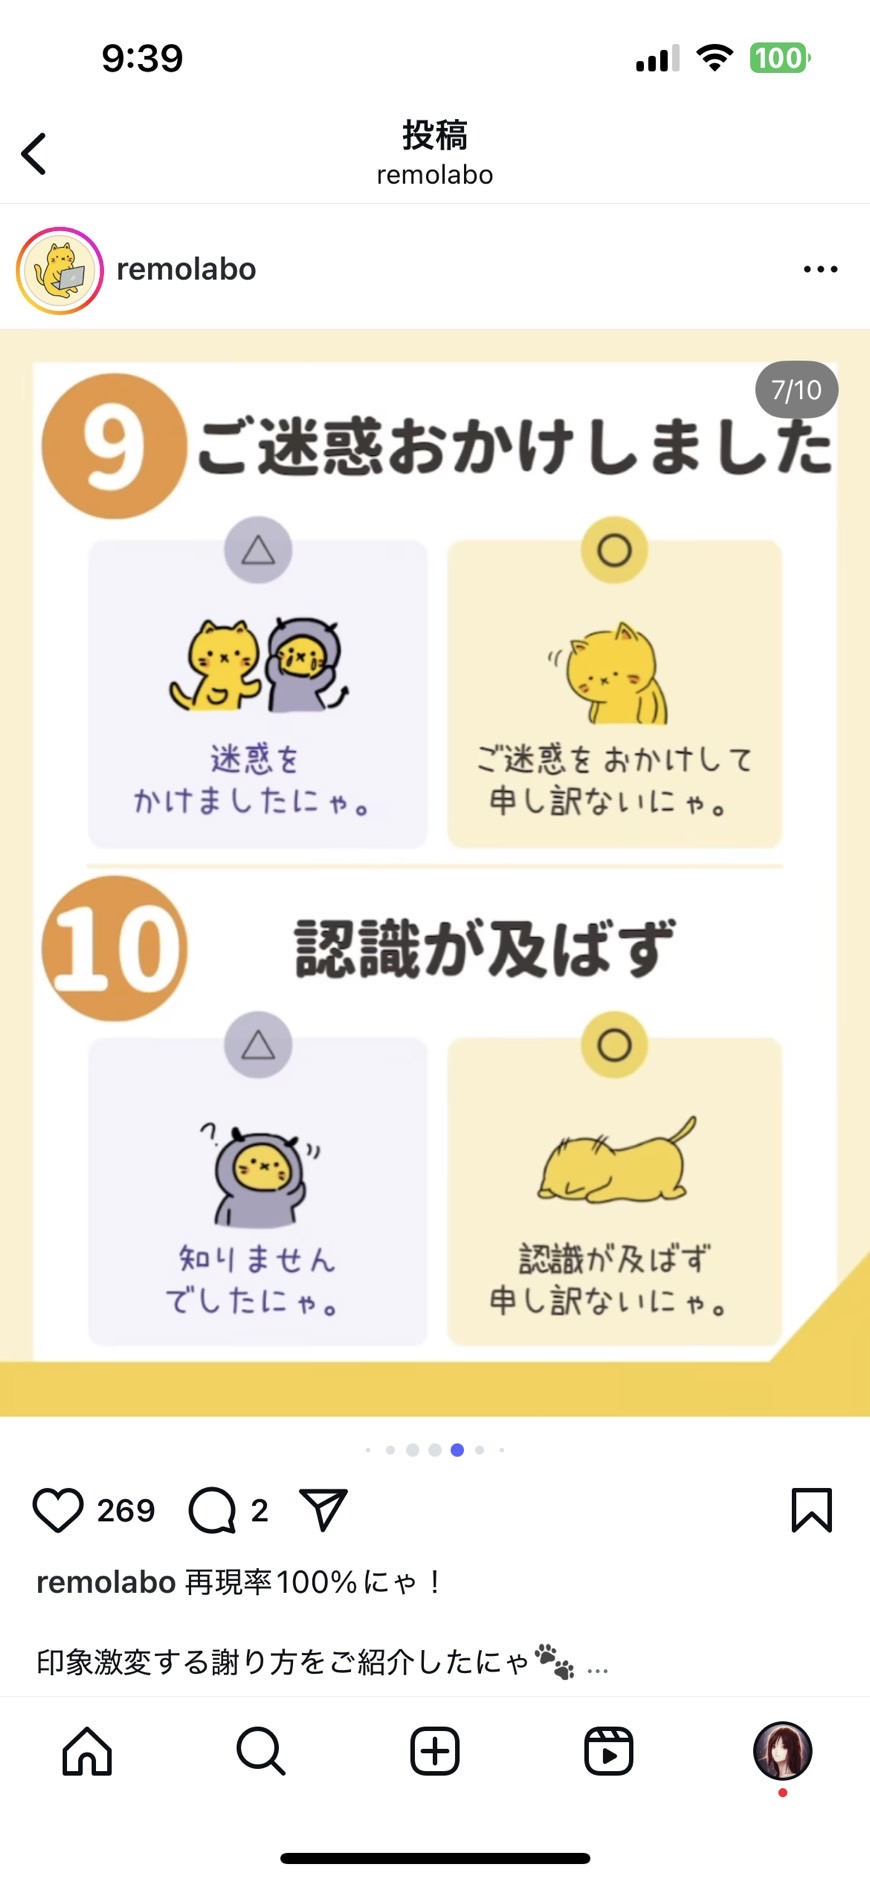 9:39
100
投稿
remolabo
remolabo
7/10
9 ご迷惑おかけしました
△
迷惑を
かけましたにゃ。
○
ご迷惑を おかけして
申し訳ないにゃ。
10 認識が及ばず
△
?
知りません
でしたにゃ。
○
認識が及ばず
申し訳ないにゃ。
269 2
remolabo 再現率100%にゃ！
印象激変する謝り方をご紹介したにゃ🐾 ...